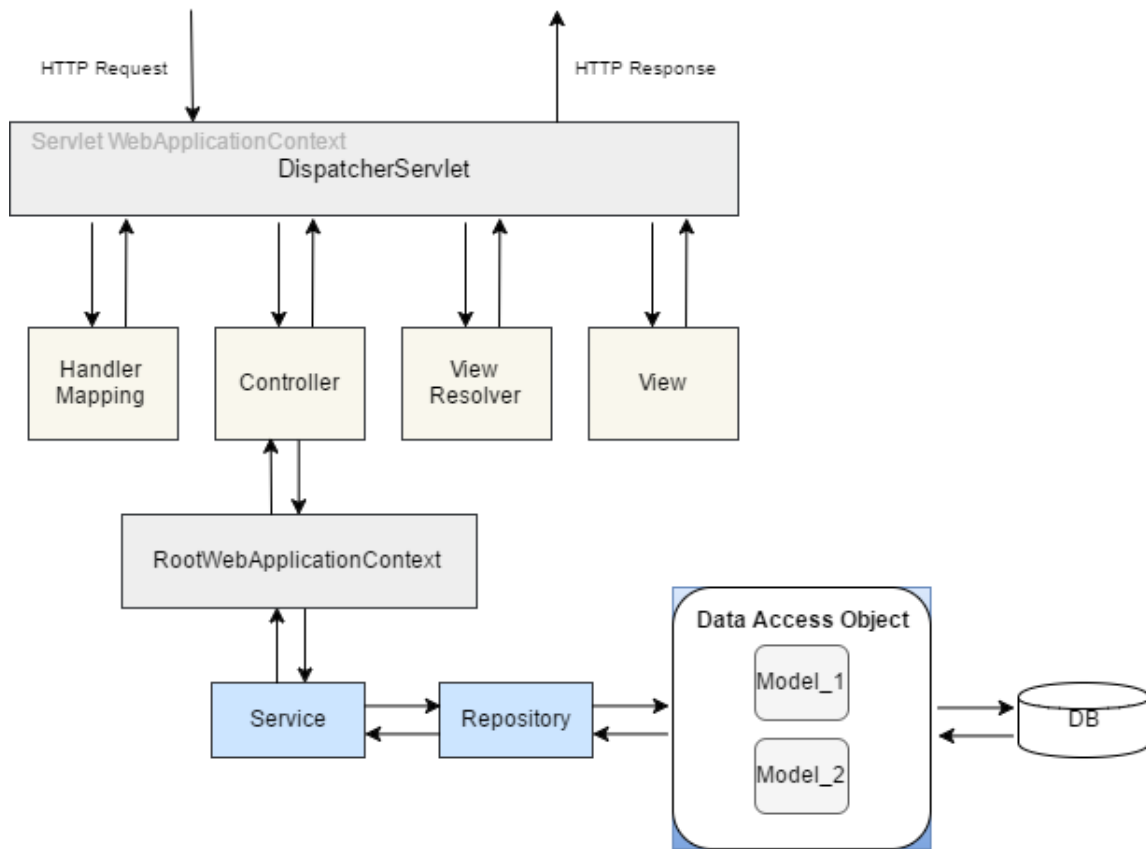 HTTP Request
HTTP Response
Servlet WebApplicationContext
DispatcherServlet
Handler
Mapping
Controller
View
Resolver
View
RootWebApplicationContext
Data Access Object
Model_1
Service
Repository
DB
Model_2